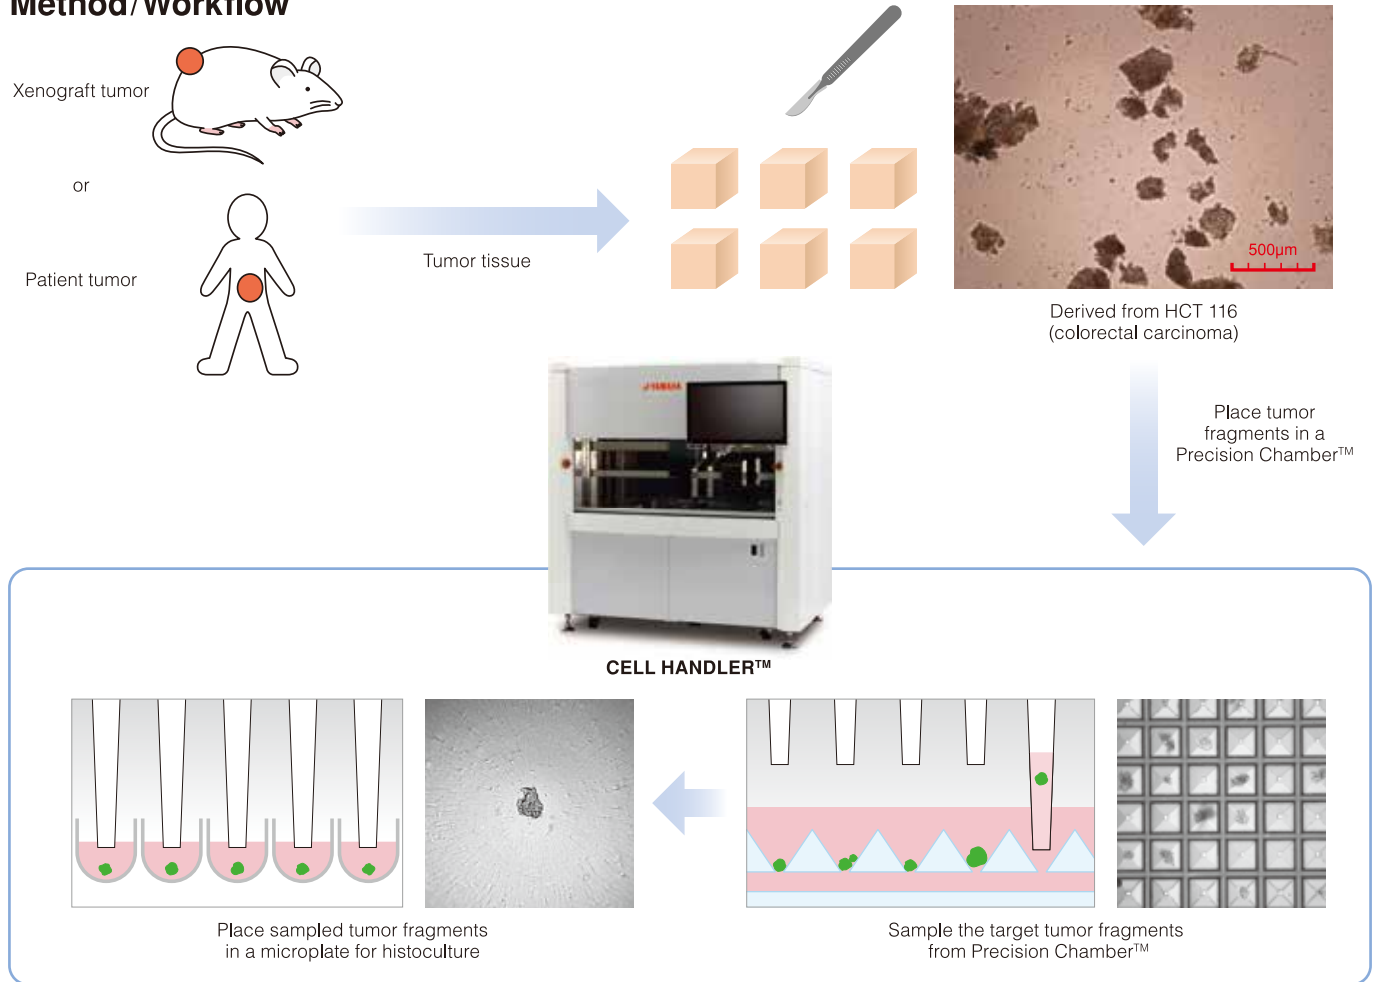 Method/Workflow
Xenograft tumor
or
Patient tumor
Tumor tissue
500µm
Derived from HCT 116
(colorectal carcinoma)
Place tumor
fragments in a
Precision Chamber™
YAMAHA
CELL HANDLER™
Place sampled tumor fragments
in a microplate for histoculture
Sample the target tumor fragments
from Precision Chamber™